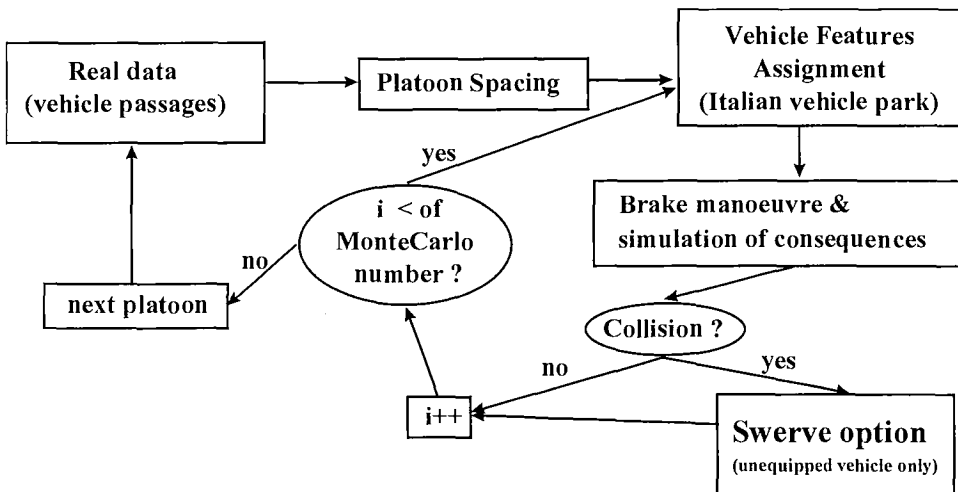 Real data
(vehicle passages)
Platoon Spacing
Vehicle Features
Assignment
(Italian vehicle park)
yes
i < of
MonteCarlo
number ?
Brake manoeuvre &
simulation of consequences
no
next platoon
Collision ?
no
yes
i++
Swerve option
(unequipped vehicle only)